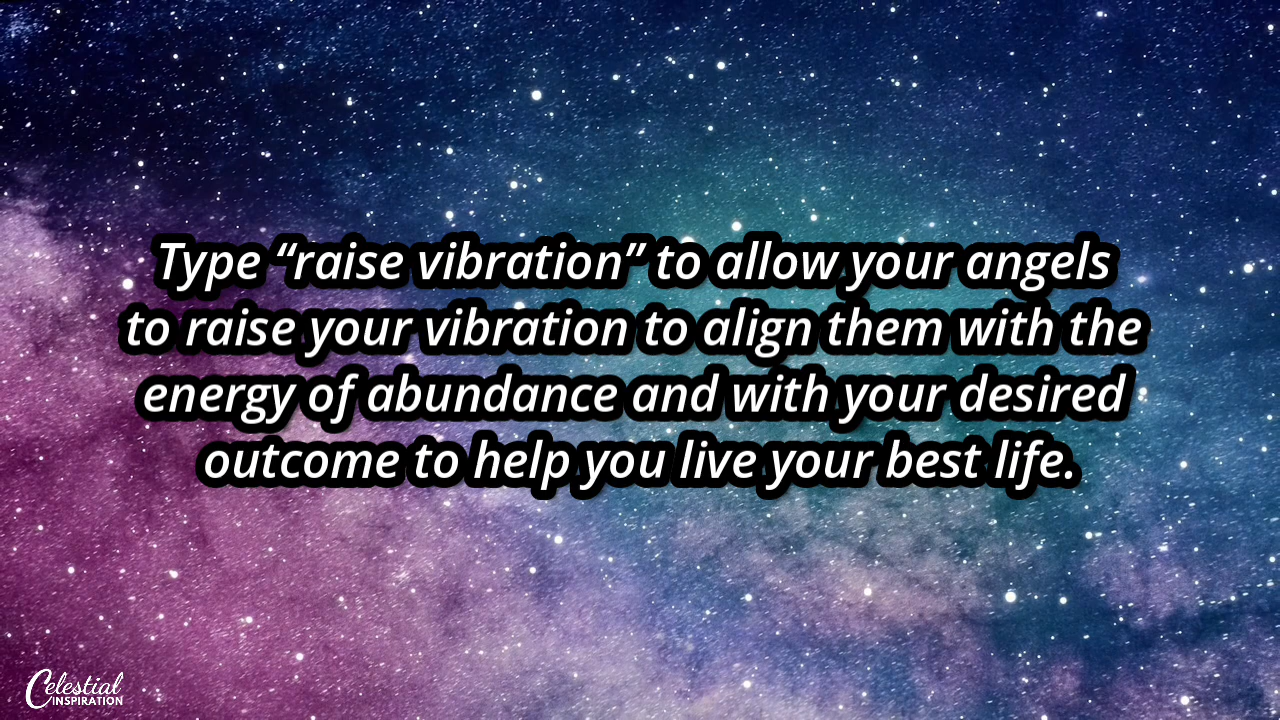 Type “raise vibration” to allow your angels
to raise your vibration to align them with the
energy of abundance and with your desired
outcome to help you live your best life.
Celestial
INSPIRATION